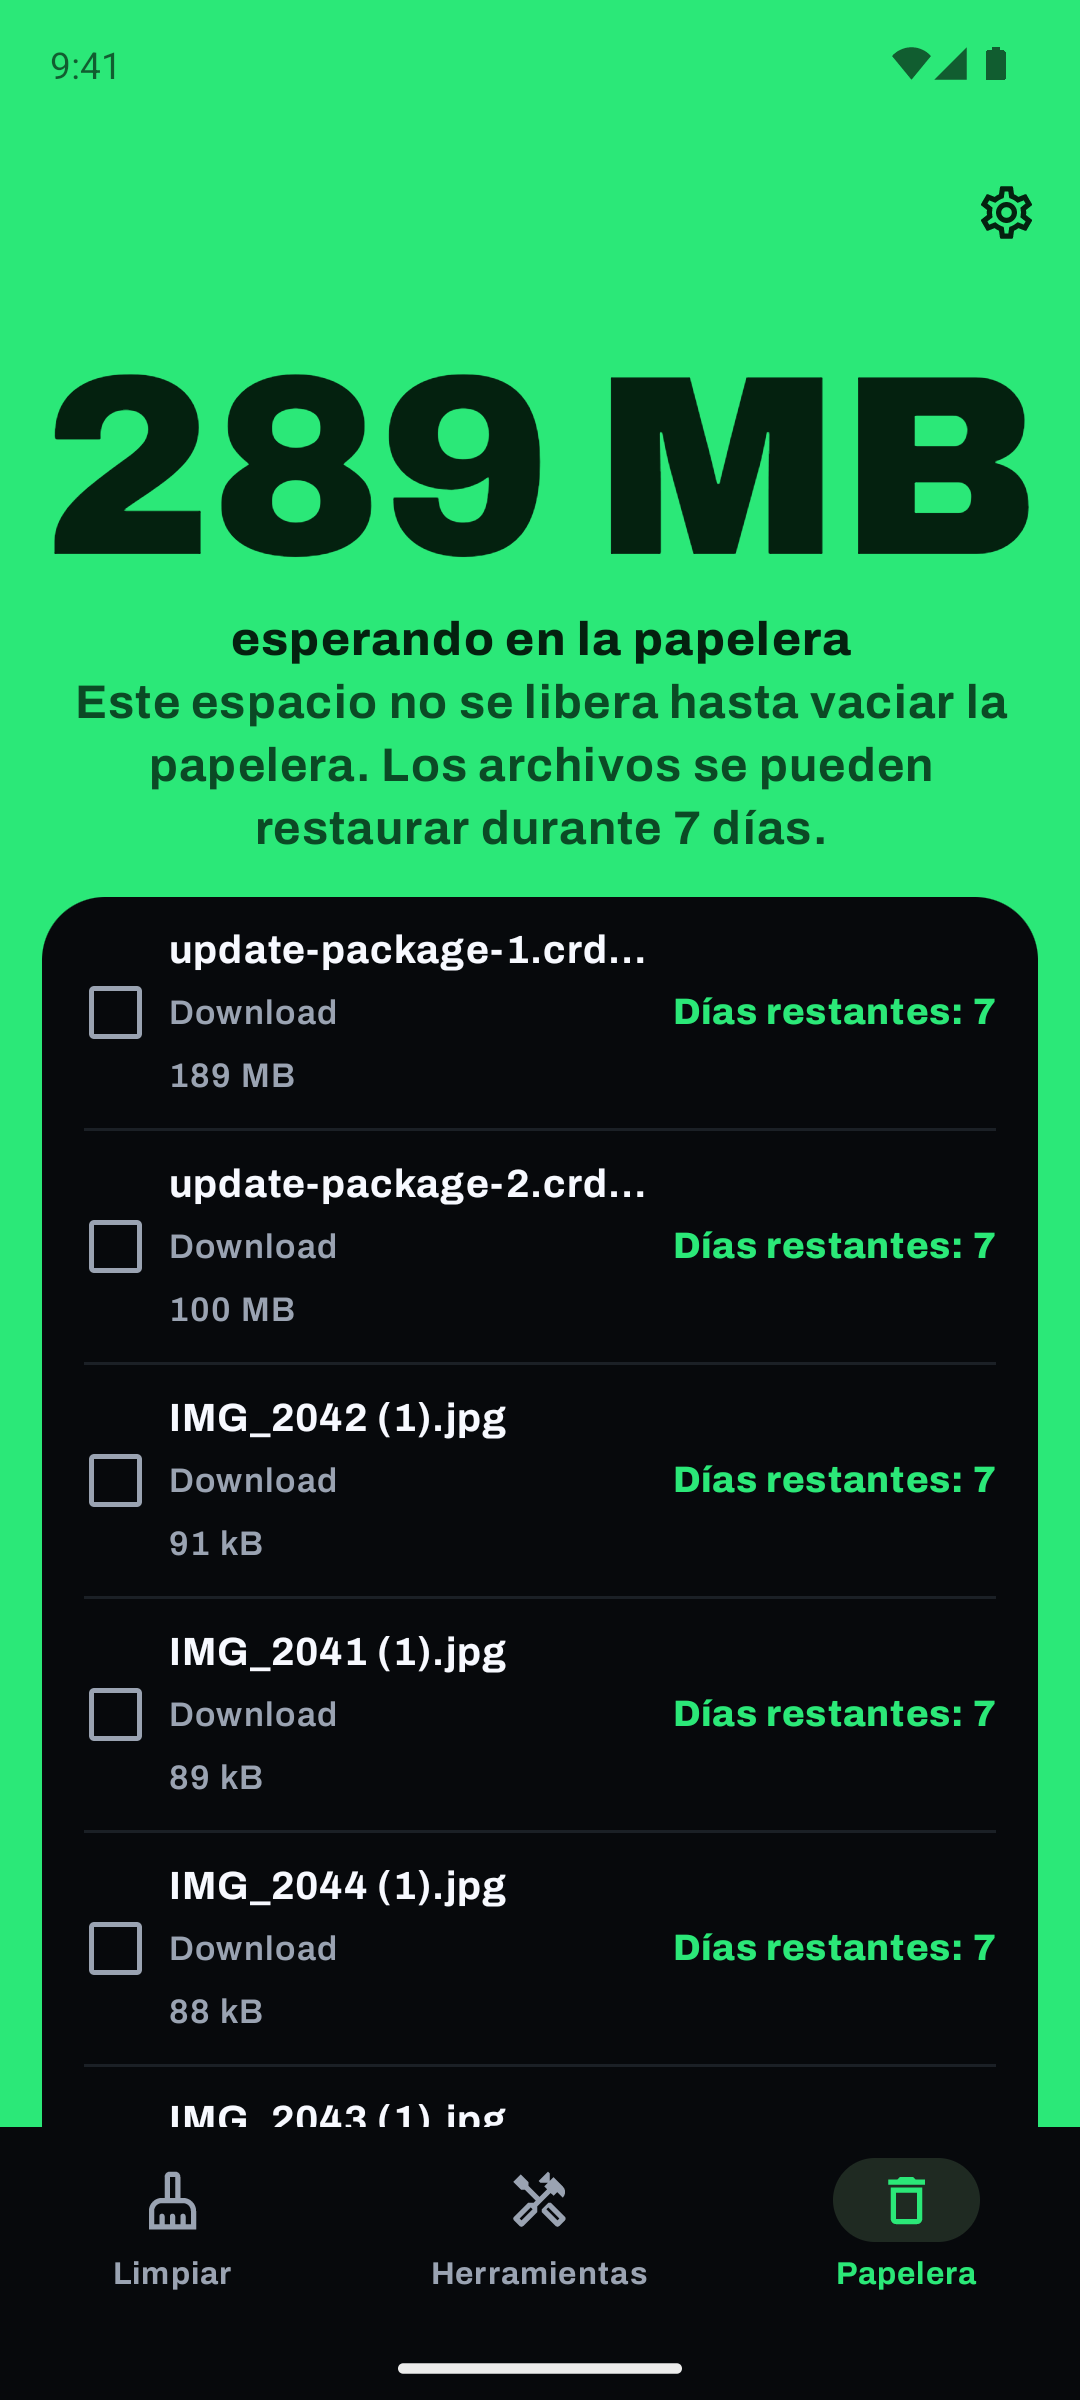 9:41
289 MB
esperando en la papelera
Este espacio no se libera hasta vaciar la
papelera. Los archivos se pueden
restaurar durante 7 días.
update-package-1.crd...
Download
Días restantes: 7
189 MB
update-package-2.crd...
Download
Días restantes: 7
100 MB
IMG_2042 (1).jpg
Download
Días restantes: 7
91 kB
IMG_2041 (1).jpg
Download
Días restantes: 7
89 kB
IMG_2044 (1).jpg
Download
Días restantes: 7
88 kB
IMG_2043 (1).jpg
Limpiar
Herramientas
Papelera